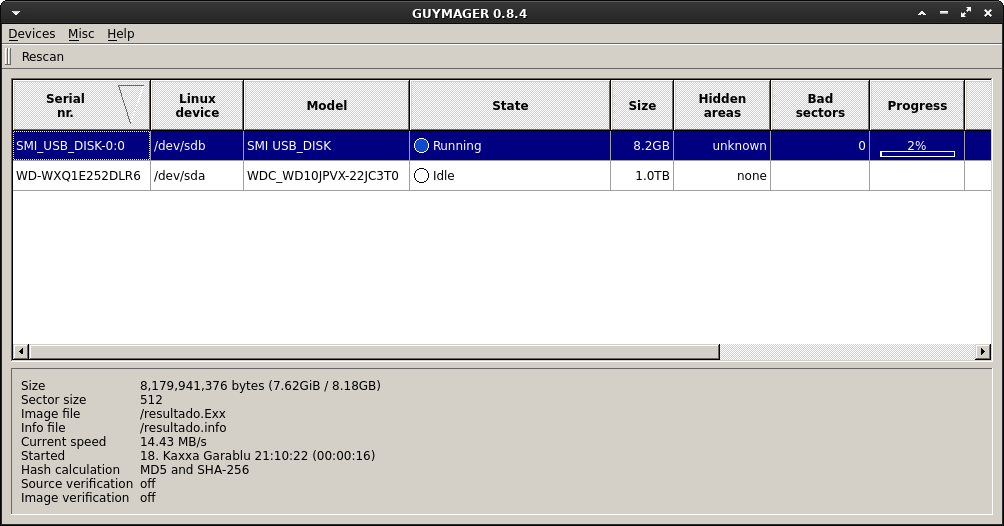 GUYMAGER 0.8.4
Devices Misc Help
Rescan
Serial nr. Linux device Model State Size Hidden areas Bad sectors Progress
SMI_USB_DISK-0:0 /dev/sdb SMI USB_DISK Running 8.2GB unknown 0 2%
WD-WXQ1E252DLR6 /dev/sda WDC_WD10JPVX-22JC3T0 Idle 1.0TB none
Size 8,179,941,376 bytes (7.62GiB / 8.18GB)
Sector size 512
Image file /resultado.Exx
Info file /resultado.info
Current speed 14.43 MB/s
Started 18. Kaxxa Garablu 21:10:22 (00:00:16)
Hash calculation MD5 and SHA-256
Source verification off
Image verification off